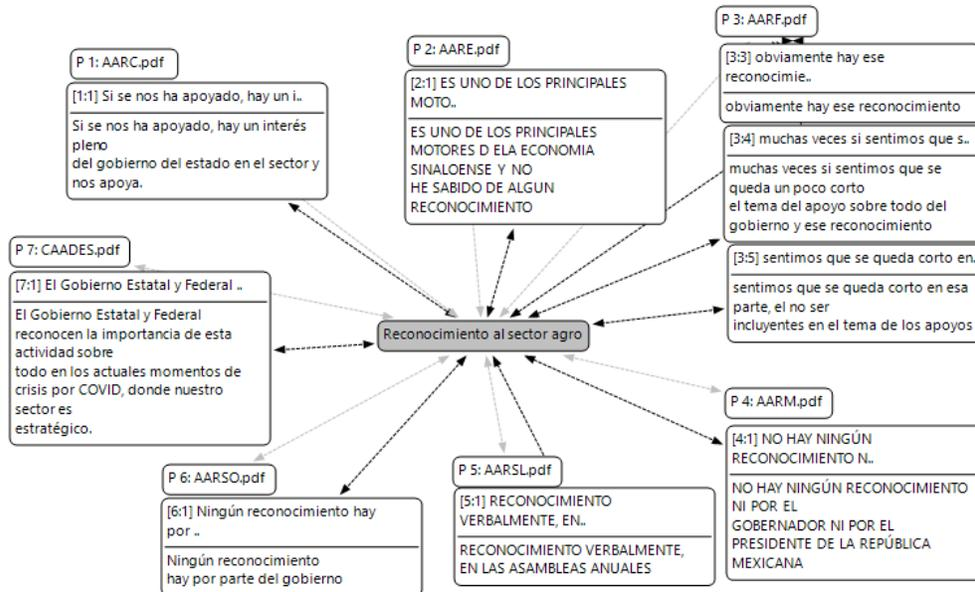 P 3: AARF.pdf
P 2: AARE.pdf
P 1: AARC.pdf
[3:3] obviamente hay ese
reconocimie..
obviamente hay ese reconocimiento
[2:1] ES UNO DE LOS PRINCIPALES
MOTO..
ES UNO DE LOS PRINCIPALES
MOTORES D ELA ECONOMIA
SINALOENSE Y NO
HE SABIDO DE ALGUN
RECONOCIMIENTO
[1:1] Si se nos ha apoyado, hay un i..
Si se nos ha apoyado, hay un interés
pleno
del gobierno del estado en el sector y
nos apoya.
[3:4] muchas veces si sentimos que s..
muchas veces si sentimos que se
queda un poco corto
el tema del apoyo sobre todo del
gobierno y ese reconocimiento
P 7: CAADES.pdf
[7:1] El Gobierno Estatal y Federal ..
El Gobierno Estatal y Federal
reconocen la importancia de esta
actividad sobre
todo en los actuales momentos de
crisis por COVID, donde nuestro
sector es
estratégico.
[3:5] sentimos que se queda corto en.
sentimos que se queda corto en esa
parte, el no ser
incluyentes en el tema de los apoyos
Reconocimiento al sector agro
P 4: AARM.pdf
[4:1] NO HAY NINGÚN
RECONOCIMIENTO N..
NO HAY NINGÚN RECONOCIMIENTO
NI POR EL
GOBERNADOR NI POR EL
PRESIDENTE DE LA REPÚBLICA
MEXICANA
P 6: AARSO.pdf
[6:1] Ningún reconocimiento hay
por ..
Ningún reconocimiento
hay por parte del gobierno
P 5: AARSL.pdf
[5:1] RECONOCIMIENTO
VERBALMENTE, EN..
RECONOCIMIENTO VERBALMENTE,
EN LAS ASAMBLEAS ANUALES